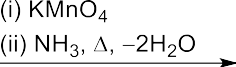 (i) KMnO₄
(ii) NH₃, Δ, −2H₂O